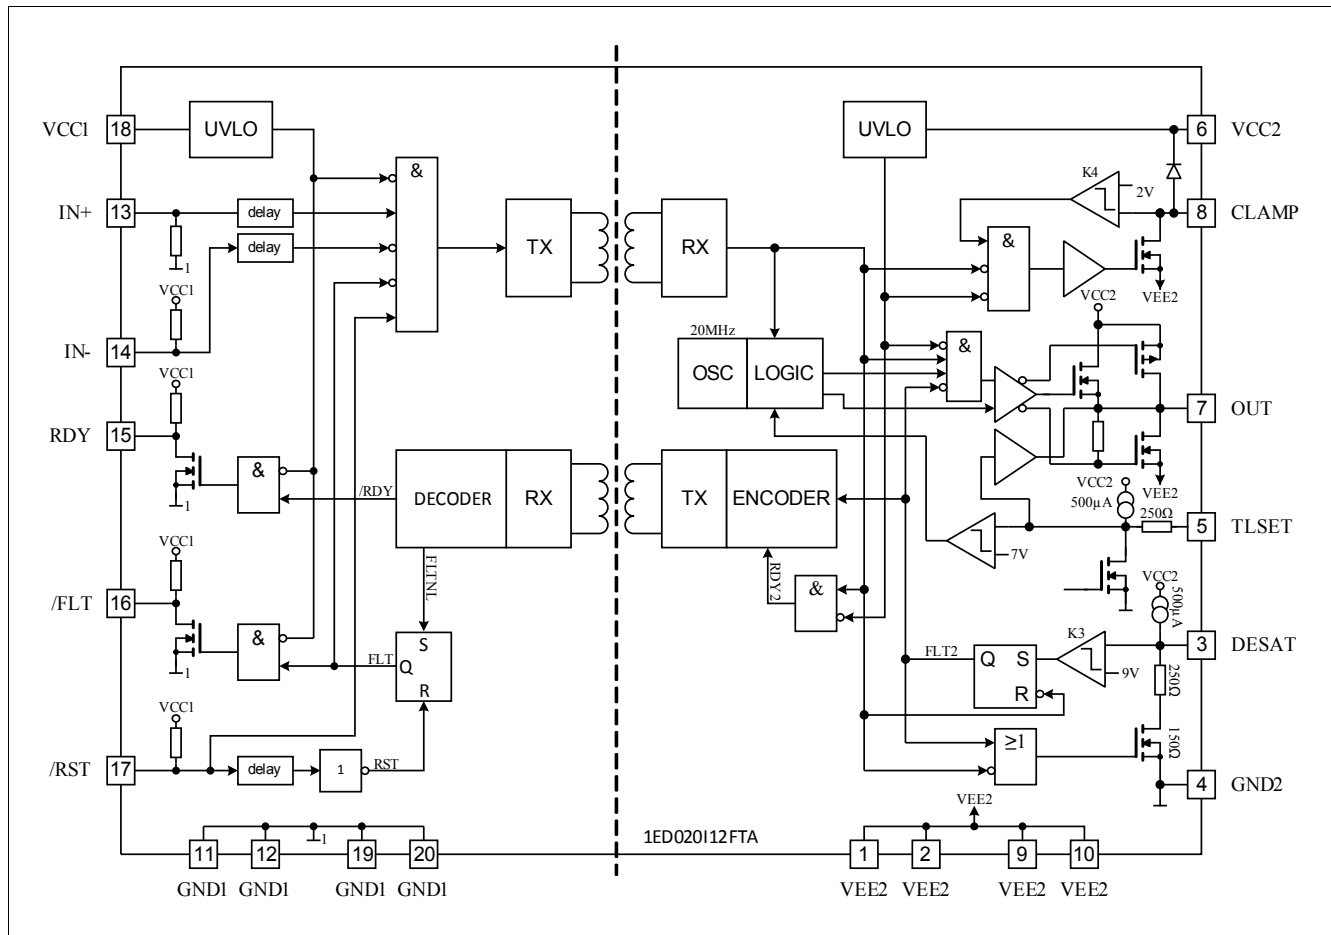 VCC1
18
UVLO
UVLO
6
VCC2
&
K4
2V
IN+
13
delay
8
CLAMP
delay
TX
RX
&
1
VCC1
VEE2
VCC2
20MHz
IN-
14
OSC
LOGIC
&
VCC1
7
OUT
RDY
15
&
/RDY
DECODER
RX
TX
ENCODER
VEE2
VCC2
500µA
250Ω
1
5
TLSET
7V
VCC1
FLTNL
RDY2
&
VCC2
500µA
/FLT
16
&
FLT
S
Q
R
FLT2
Q
S
R
K3
9V
3
DESAT
250Ω
1
VCC1
≥1
150Ω
/RST
17
delay
1
RST
4
GND2
VEE2
1
1ED020I12FTA
11
12
19
20
1
2
9
10
GND1
GND1
GND1
GND1
VEE2
VEE2
VEE2
VEE2